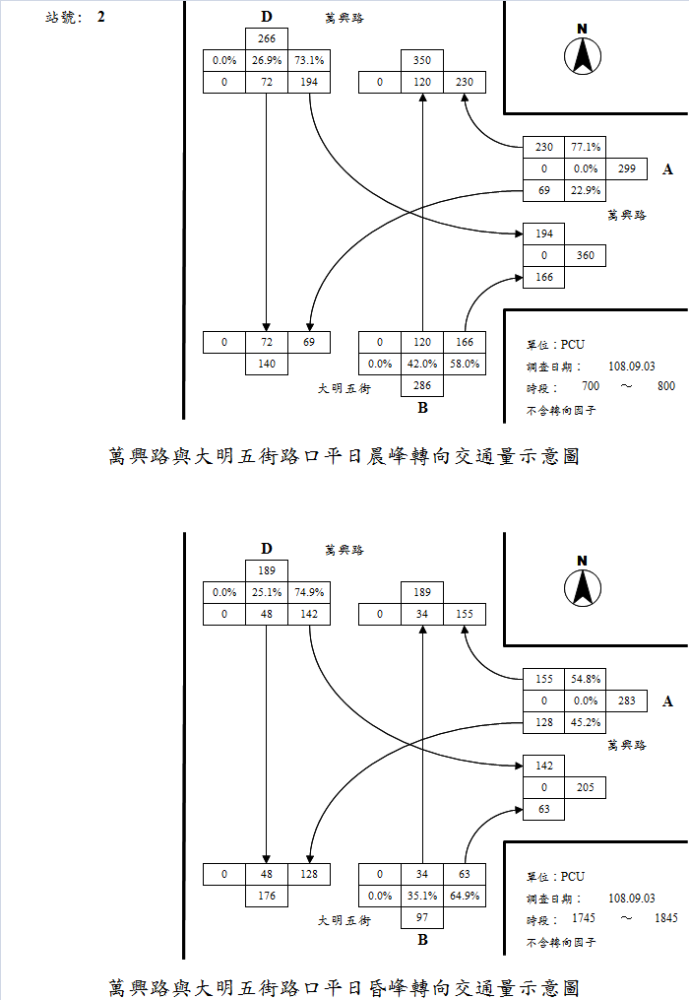 站號: 2
D 萬興路
N
266 350
0.0% 26.9% 73.1%
0 72 194 0 120 230
230 77.1%
0 0.0% 299 A
69 22.9%
萬興路
194
0 360
166
0 72 69 0 120 166
140 0.0% 42.0% 58.0%
大明五街 286
B
單位:PCU
調查日期: 108.09.03
時段: 700 ~ 800
不含轉向因子
萬興路與大明五街路口平日晨峰轉向交通量示意圖
D 萬興路
N
189 189
0.0% 25.1% 74.9%
0 48 142 0 34 155
155 54.8%
0 0.0% 283 A
128 45.2%
萬興路
142
0 205
63
0 48 128 0 34 63
176 0.0% 35.1% 64.9%
大明五街 97
B
單位:PCU
調查日期: 108.09.03
時段: 1745 ~ 1845
不含轉向因子
萬興路與大明五街路口平日昏峰轉向交通量示意圖